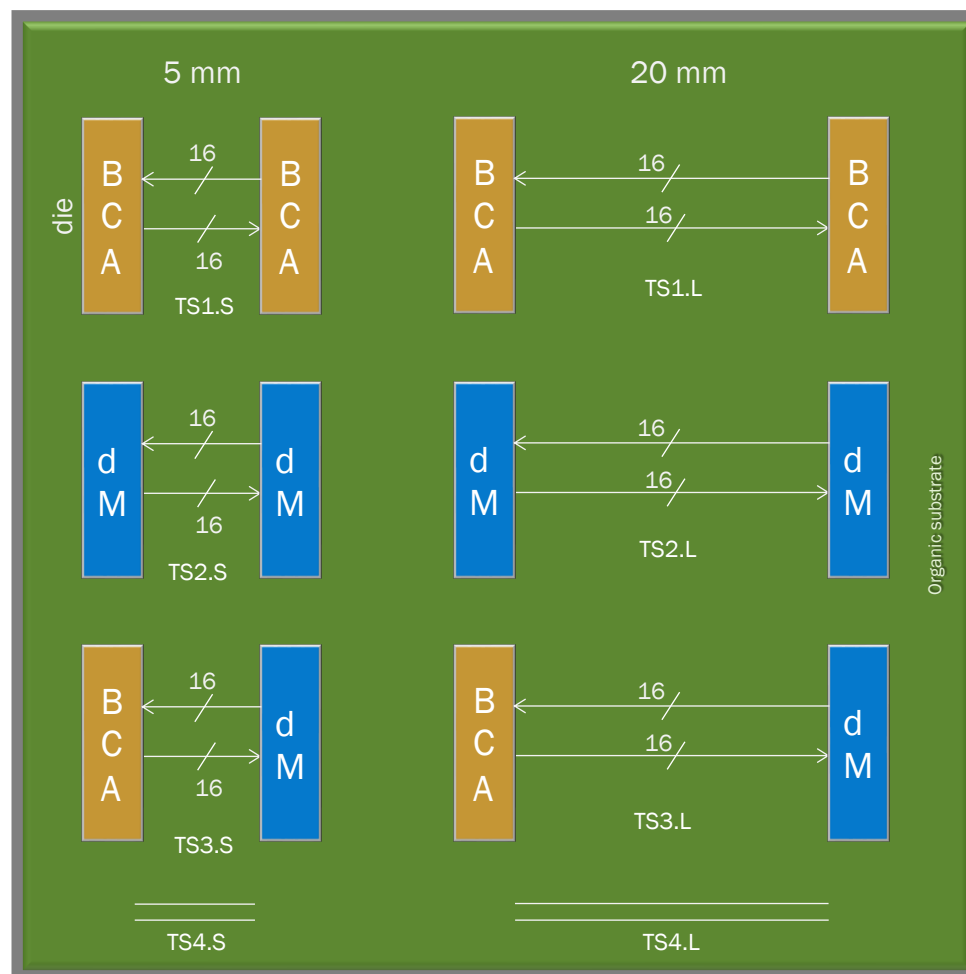 5 mm
20 mm
die
B
C
A
16
16
B
C
A
TS1.S
B
C
A
16
16
B
C
A
TS1.L
d
M
16
16
d
M
TS2.S
d
M
16
16
d
M
TS2.L
Organic substrate
B
C
A
16
16
d
M
TS3.S
B
C
A
16
16
d
M
TS3.L
TS4.S
TS4.L